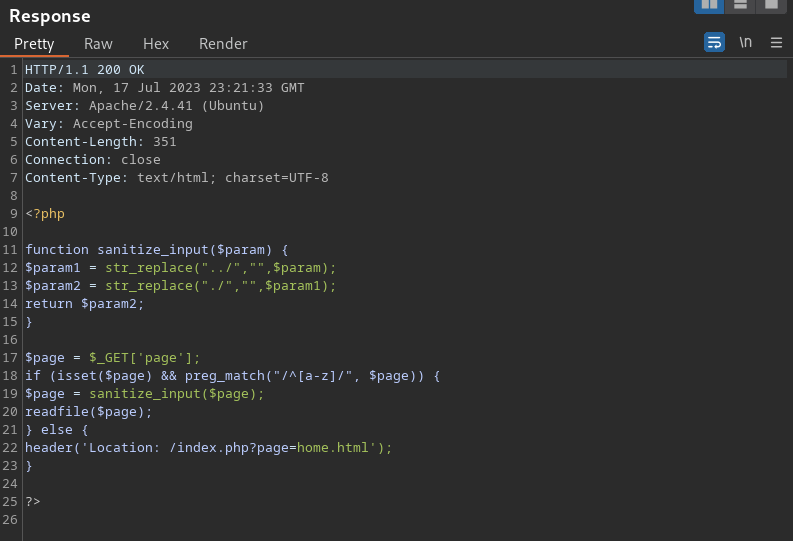 Response
Pretty Raw Hex Render \n
1 HTTP/1.1 200 OK
2 Date: Mon, 17 Jul 2023 23:21:33 GMT
3 Server: Apache/2.4.41 (Ubuntu)
4 Vary: Accept-Encoding
5 Content-Length: 351
6 Connection: close
7 Content-Type: text/html; charset=UTF-8
8
9 <?php
10
11 function sanitize_input($param) {
12 $param1 = str_replace("../","",$param);
13 $param2 = str_replace("./","",$param1);
14 return $param2;
15 }
16
17 $page = $_GET['page'];
18 if (isset($page) && preg_match("/^[a-z]/", $page)) {
19 $page = sanitize_input($page);
20 readfile($page);
21 } else {
22 header('Location: /index.php?page=home.html');
23 }
24
25 ?>
26